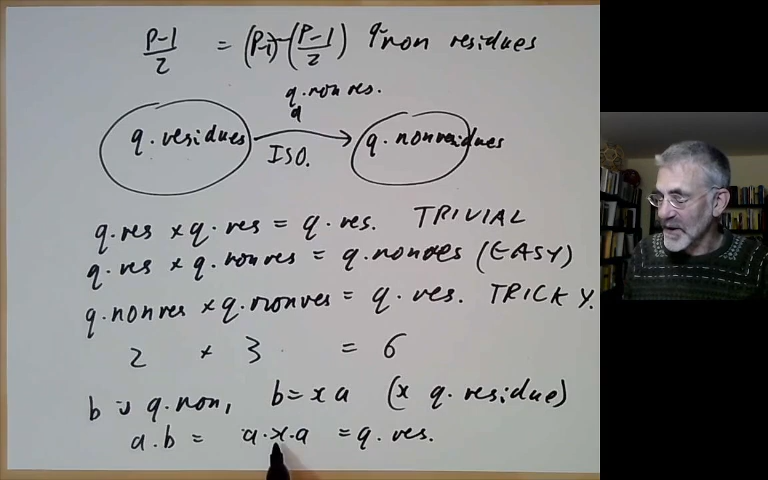 P-1/2 = (P-1)-(P-1/2) q-non residues
q.non res.
a
q.residues ISO. q.nonresidues
q.res × q.res = q.res. TRIVIAL
q.res × q.nonres = q.nonres (EASY)
q.nonres × q.nonres = q.res. TRICKY.
2 × 3 = 6
b is q.non, b=xa (x q.residue)
a.b = a.x.a = q.res.